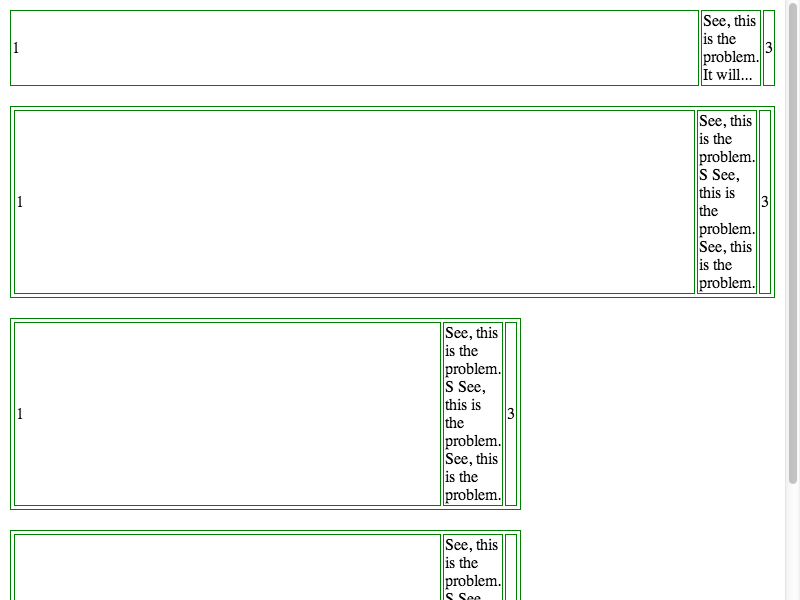 1
See, this
is the
problem.
It will...
3
1
See, this
is the
problem.
S See,
this is
the
problem.
See, this
is the
problem.
3
1
See, this
is the
problem.
S See,
this is
the
problem.
See, this
is the
problem.
3
See, this
is the
problem.
S See,